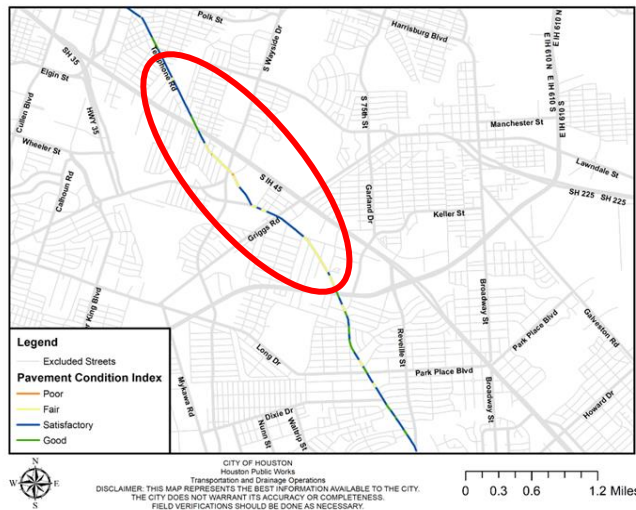 Polk St
Harrisburg Blvd
S Wayside Dr
E IH 610 N
E IH 610 S
E IH 610 N
E IH 610 S
SH 35
Telephone Rd
Elgin St
Cullen Blvd
HWY 35
S 75th St
Manchester St
Wheeler St
Calhoun Rd
S IH 45
Lawndale St
SH 225
SH 225
Garland Dr
Keller St
Griggs Rd
Broadway St
Galveston Rd
Park Place Blvd
King Blvd
Long Dr
Reveille St
Park Place Blvd
Mykawa Rd
Broadway St
Howard Dr
Dixie Dr
Nunn St
Waltrip St
Legend
Excluded Streets
Pavement Condition Index
Poor
Fair
Satisfactory
Good
N
W E
S
CITY OF HOUSTON
Houston Public Works
Transportation and Drainage Operations
DISCLAIMER: THIS MAP REPRESENTS THE BEST INFORMATION AVAILABLE TO THE CITY.
THE CITY DOES NOT WARRANT ITS ACCURACY OR COMPLETENESS.
FIELD VERIFICATIONS SHOULD BE DONE AS NECESSARY.
0 0.3 0.6 1.2 Miles